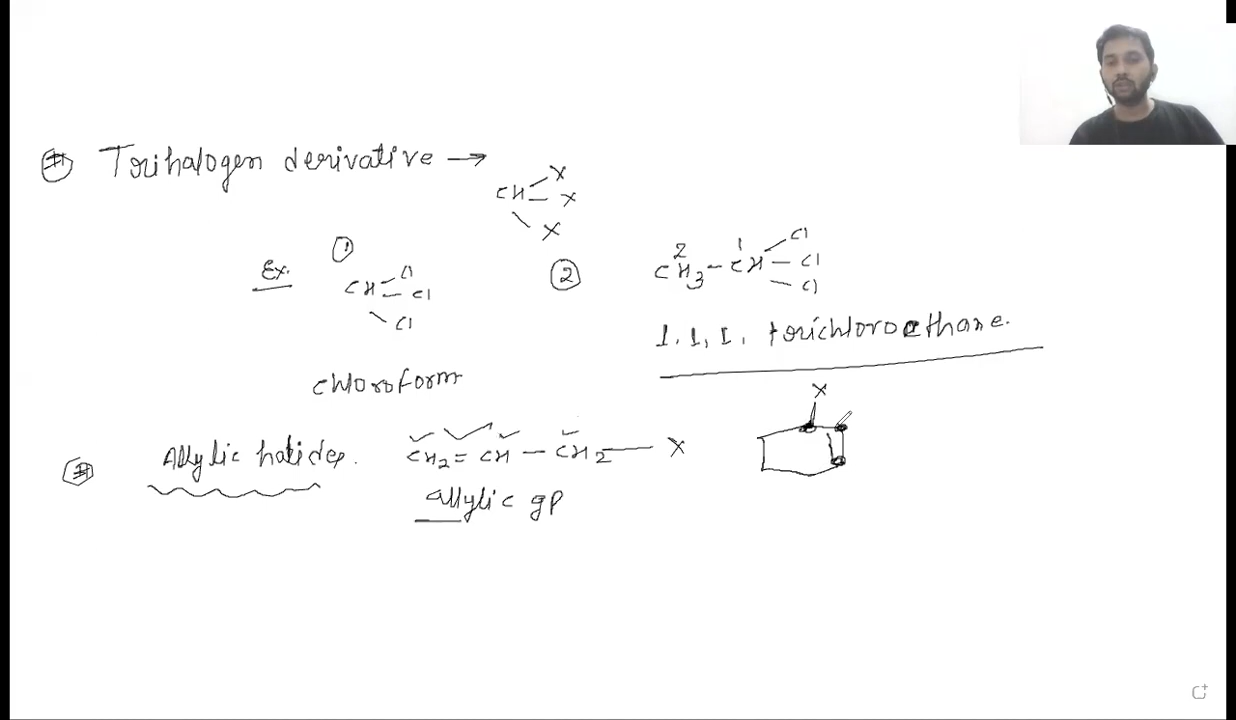 Trihalogen derivative →
CH X X X
Ex. ① CH Cl Cl Cl
② CH3 - CH Cl Cl Cl
2 1
1,1,1, trichloroethane.
chloroform
Allylic halides. CH2 = CH - CH2 - X
X
allylic gp